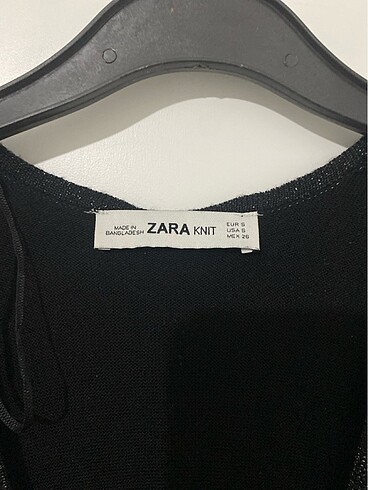 MADE IN
BANGLADESH
ZARA KNIT
EUR S
USA S
MEX 26